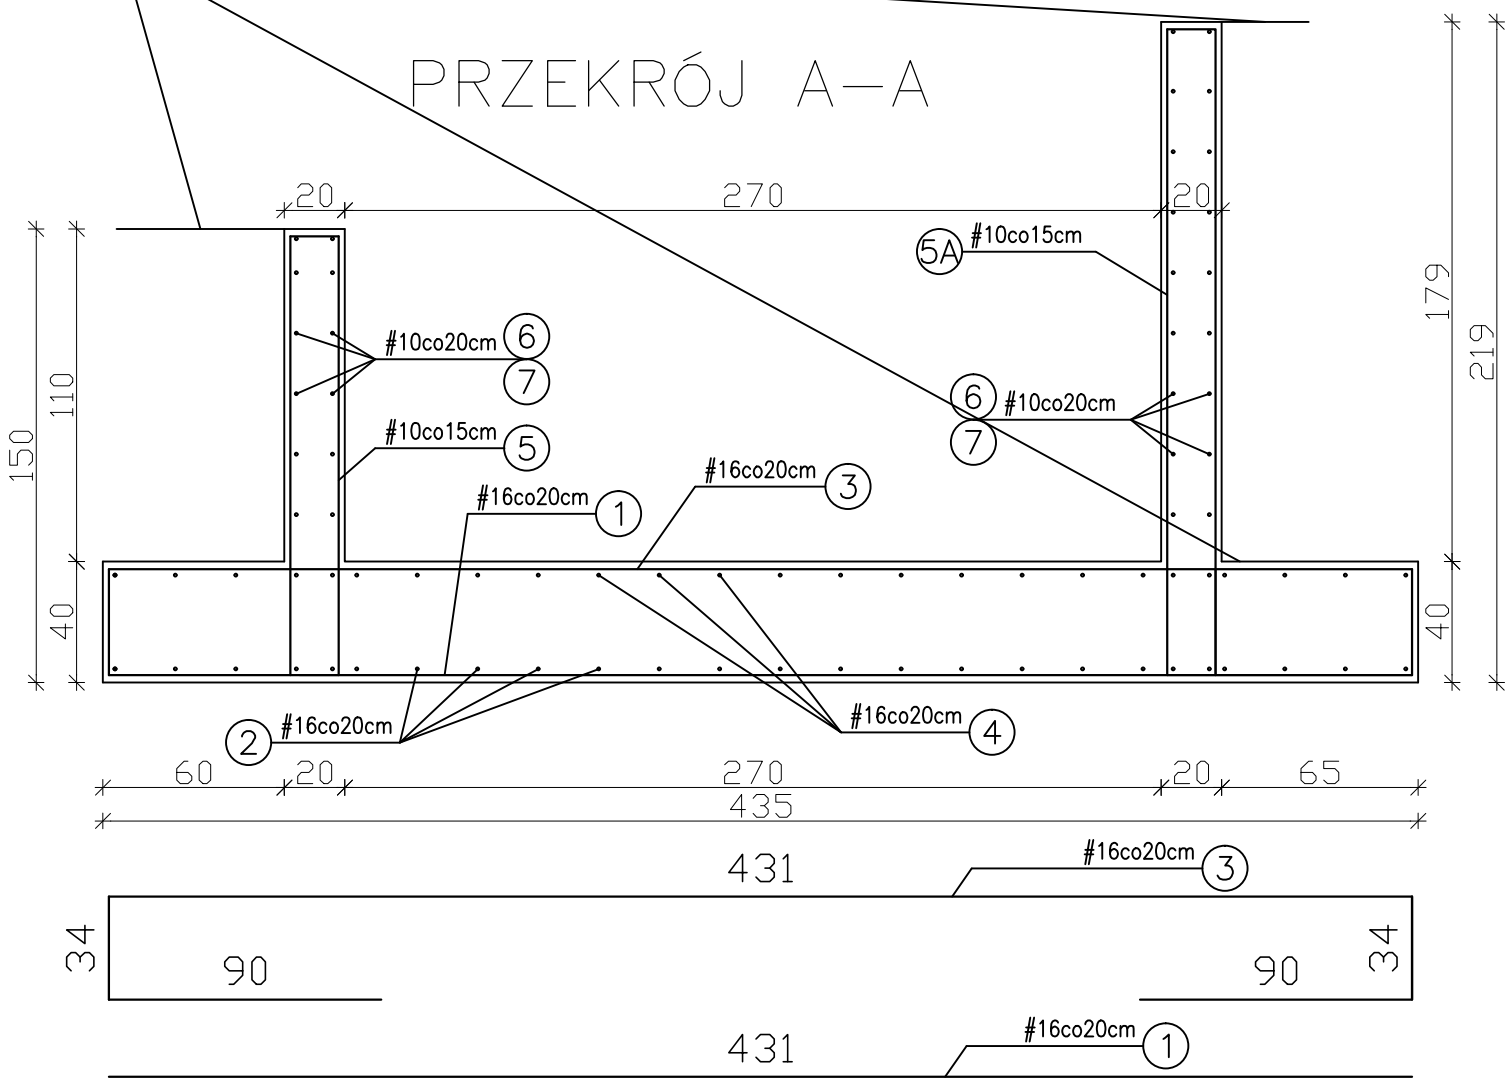 PRZEKRÓJ A-A
20
270
20
5A #10co15cm
179
219
#10co20cm 6
7
110
150
#10co15cm 5
6 #10co20cm
7
#16co20cm 3
#16co20cm 1
40
40
2 #16co20cm
#16co20cm 4
60
20
270
20
65
435
431
#16co20cm 3
34
90
90
34
431
#16co20cm 1